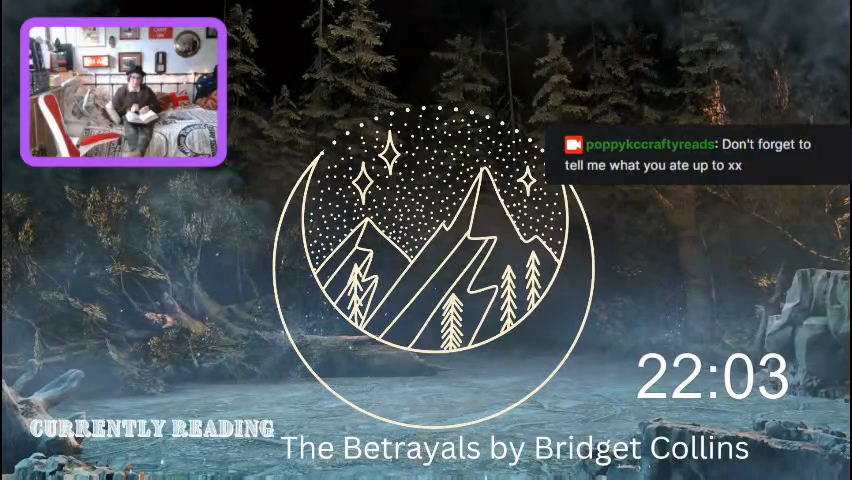 poppykccraftyreads: Don't forget to
tell me what you ate up to xx
22:03
CURRENTLY READING
The Betrayals by Bridget Collins